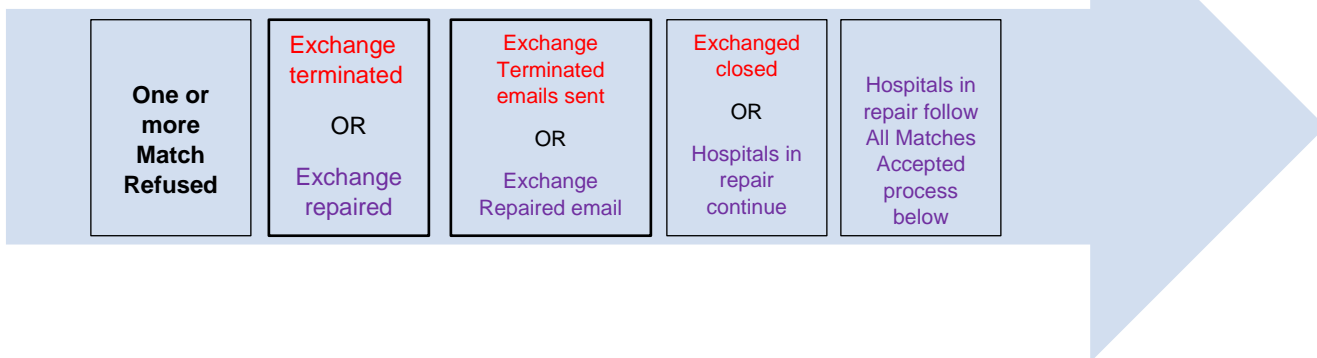 One or
more
Match
Refused
Exchange
terminated
OR
Exchange
repaired
Exchange
Terminated
emails sent
OR
Exchange
Repaired email
Exchanged
closed
OR
Hospitals in
repair
continue
Hospitals in
repair follow
All Matches
Accepted
process
below